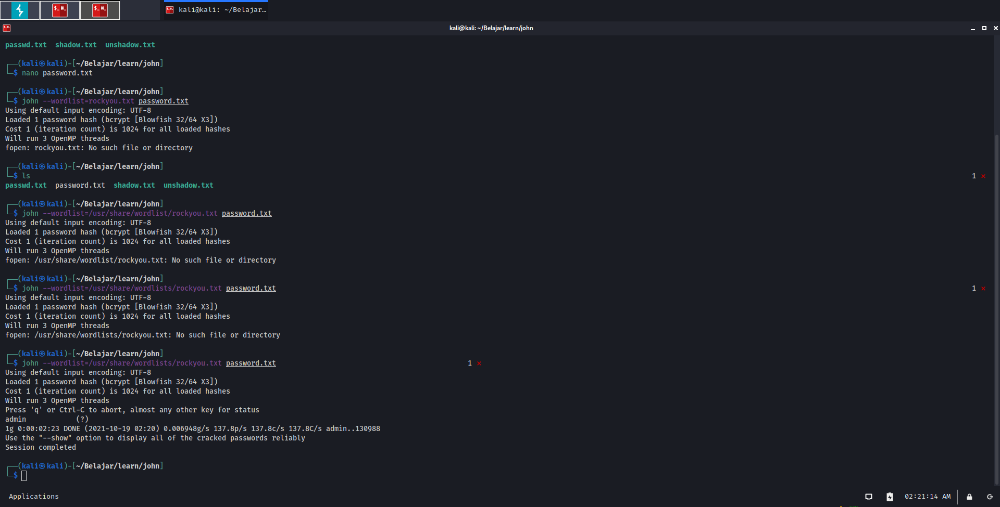 kali@kali: ~/Belajar...
kali@kali: ~/Belajar/learn/john
passwd.txt  shadow.txt  unshadow.txt
┌──(kali㉿kali)-[~/Belajar/learn/john]
└─$ nano password.txt
┌──(kali㉿kali)-[~/Belajar/learn/john]
└─$ john --wordlist=rockyou.txt password.txt
Using default input encoding: UTF-8
Loaded 1 password hash (bcrypt [Blowfish 32/64 X3])
Cost 1 (iteration count) is 1024 for all loaded hashes
Will run 3 OpenMP threads
fopen: rockyou.txt: No such file or directory
┌──(kali㉿kali)-[~/Belajar/learn/john]
└─$ ls 1 ⨯
passwd.txt  password.txt  shadow.txt  unshadow.txt
┌──(kali㉿kali)-[~/Belajar/learn/john]
└─$ john --wordlist=/usr/share/wordlist/rockyou.txt password.txt
Using default input encoding: UTF-8
Loaded 1 password hash (bcrypt [Blowfish 32/64 X3])
Cost 1 (iteration count) is 1024 for all loaded hashes
Will run 3 OpenMP threads
fopen: /usr/share/wordlist/rockyou.txt: No such file or directory
┌──(kali㉿kali)-[~/Belajar/learn/john]
└─$ john --wordlist=/usr/share/wordlists/rockyou.txt password.txt 1 ⨯
Using default input encoding: UTF-8
Loaded 1 password hash (bcrypt [Blowfish 32/64 X3])
Cost 1 (iteration count) is 1024 for all loaded hashes
Will run 3 OpenMP threads
fopen: /usr/share/wordlists/rockyou.txt: No such file or directory
┌──(kali㉿kali)-[~/Belajar/learn/john]
└─$ john --wordlist=/usr/share/wordlists/rockyou.txt password.txt 1 ⨯
Using default input encoding: UTF-8
Loaded 1 password hash (bcrypt [Blowfish 32/64 X3])
Cost 1 (iteration count) is 1024 for all loaded hashes
Will run 3 OpenMP threads
Press 'q' or Ctrl-C to abort, almost any other key for status
admin            (?)
1g 0:00:02:23 DONE (2021-10-19 02:20) 0.006948g/s 137.8p/s 137.8c/s 137.8C/s admin..130988
Use the "--show" option to display all of the cracked passwords reliably
Session completed
┌──(kali㉿kali)-[~/Belajar/learn/john]
└─$
Applications 02:21:14 AM